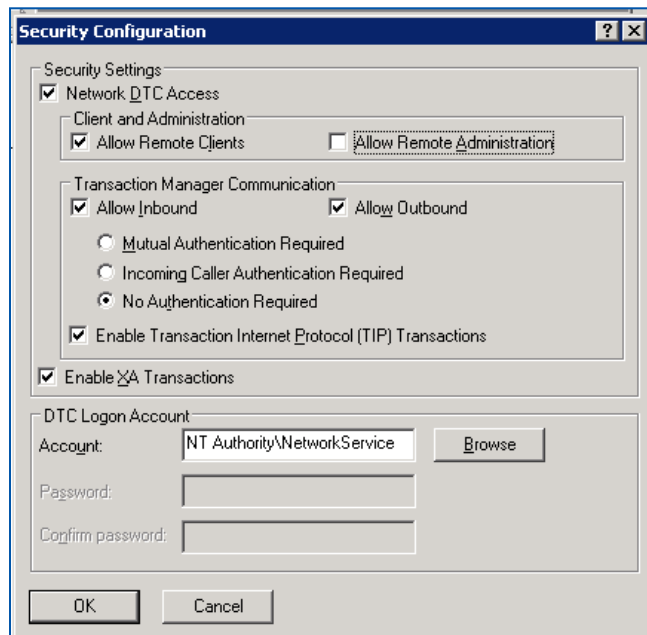 Security Configuration
Security Settings
Network DTC Access
Client and Administration
Allow Remote Clients Allow Remote Administration
Transaction Manager Communication
Allow Inbound Allow Outbound
Mutual Authentication Required
Incoming Caller Authentication Required
No Authentication Required
Enable Transaction Internet Protocol (TIP) Transactions
Enable XA Transactions
DTC Logon Account
Account: NT Authority\NetworkService Browse
Password:
Confirm password:
OK Cancel